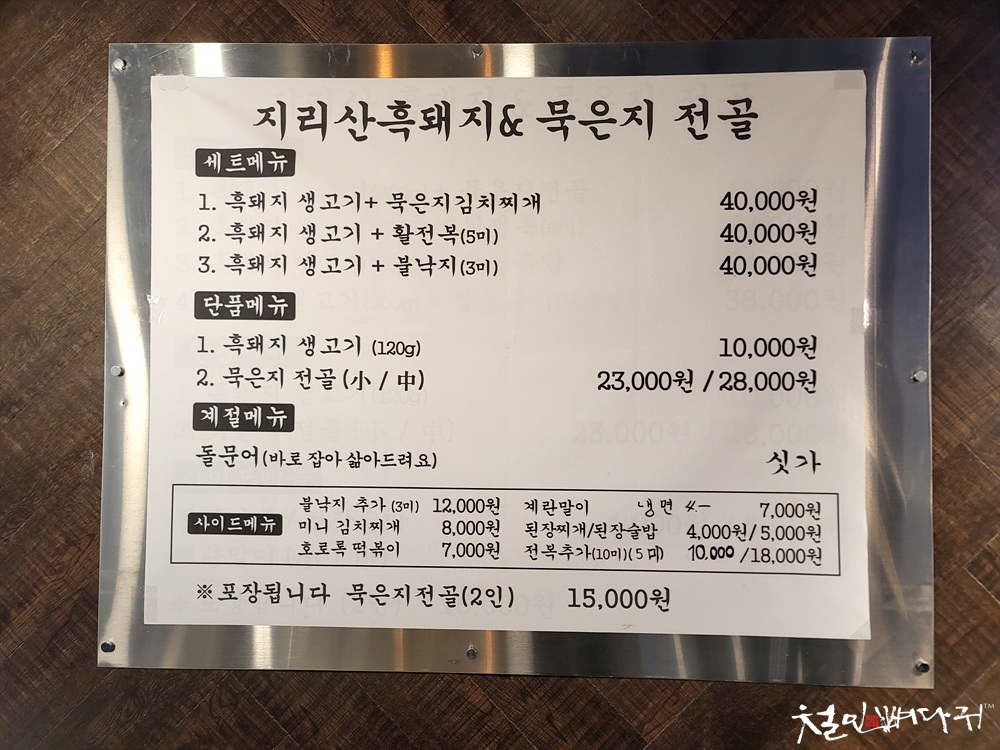 지리산흑돼지& 묵은지 전골
세트메뉴
1. 흑돼지 생고기+ 묵은지김치찌개 40,000원
2. 흑돼지 생고기 + 활전복(5미) 40,000원
3. 흑돼지 생고기 + 불낙지(3미) 40,000원
단품메뉴
1. 흑돼지 생고기 (120g) 10,000원
2. 묵은지 전골 (小 / 中) 23,000원 / 28,000원
계절메뉴
돌문어(바로 잡아 삶아드려요) 싯가
사이드메뉴
불낙지 추가 (3미) 12,000원 계란말이 냉면 4.— 7,000원
미니 김치찌개 8,000원 된장찌개/된장술밥 4,000원/5,000원
호로록 떡볶이 7,000원 전복추가(10미)(5미) 10.000 /18,000원
※포장됩니다 묵은지전골(2인) 15,000원
철민뼈다귀™